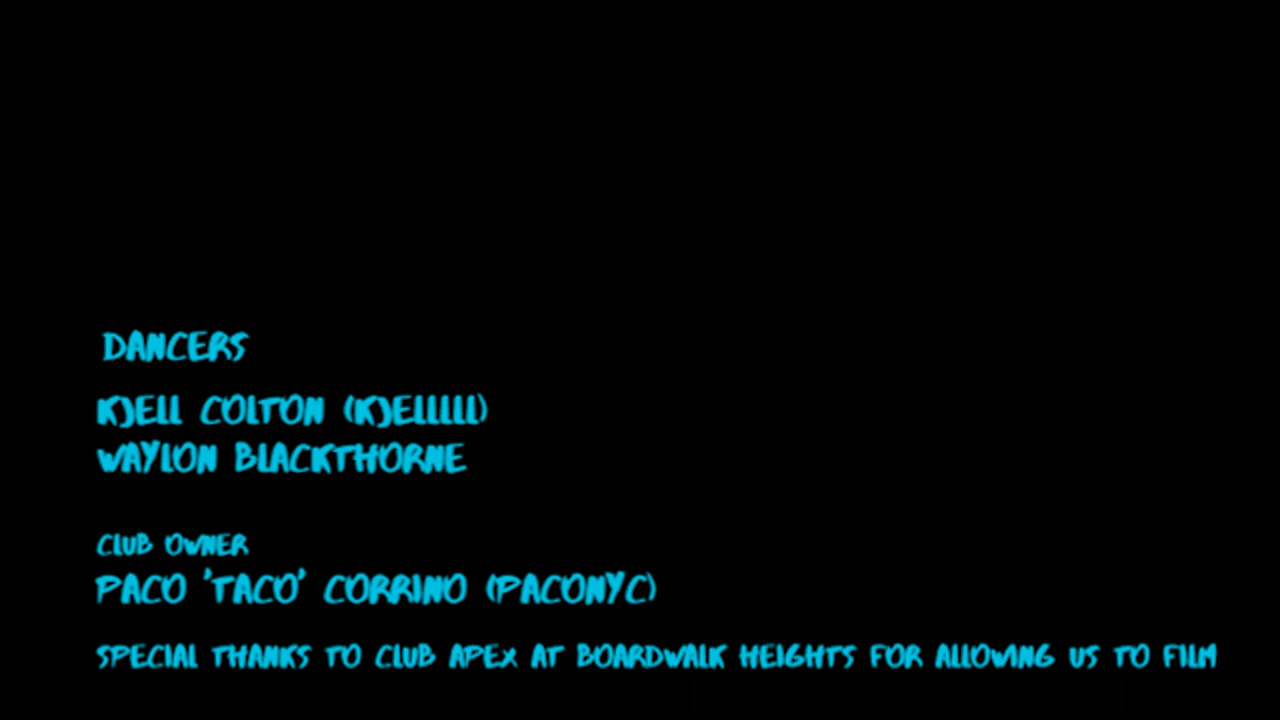 DANCERS
KJELL COLTON (KJELLLLL)
WAYLON BLACKTHORNE
CLUB OWNER
PACO 'TACO' CORRINO (PACONYC)
SPECIAL THANKS TO CLUB APEX AT BOARDWALK HEIGHTS FOR ALLOWING US TO FILM